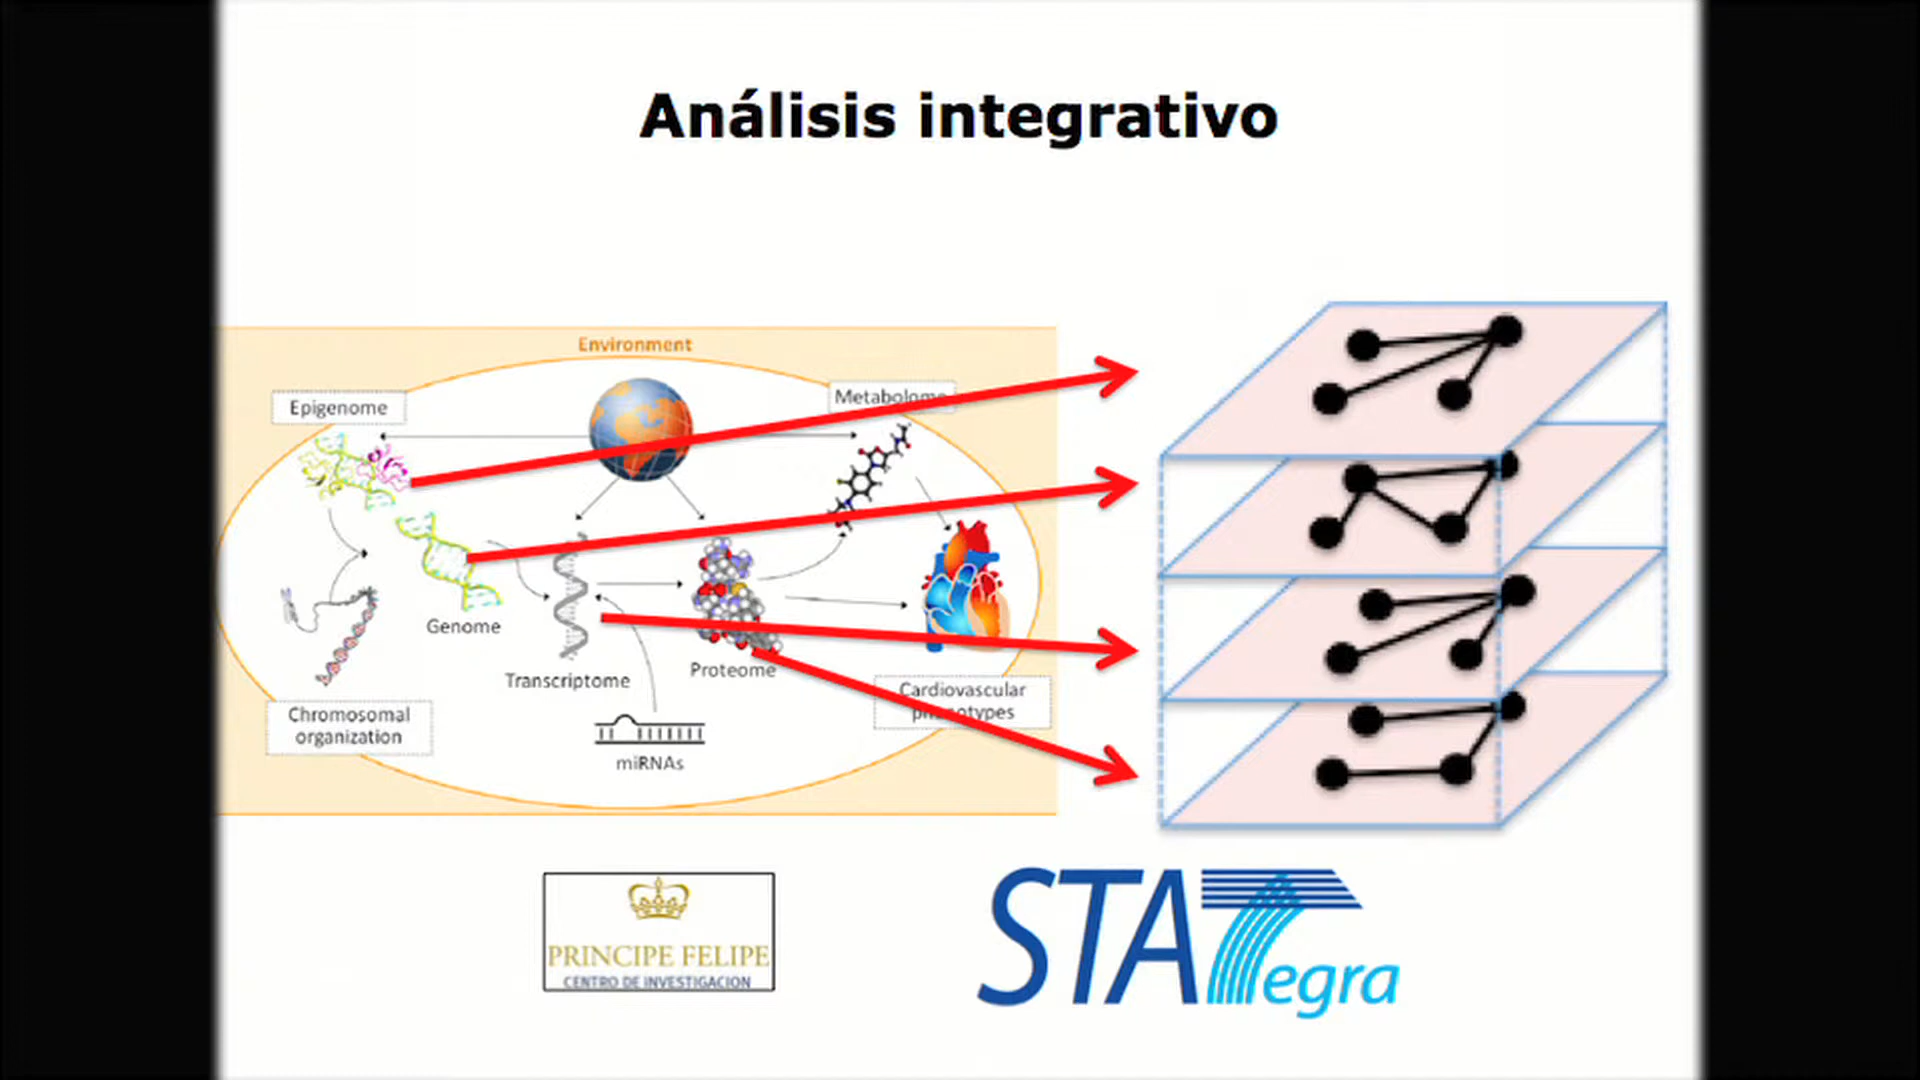 Análisis integrativo
Environment
Epigenome
Metabolome
Genome
Transcriptome
Proteome
Chromosomal
organization
miRNAs
Cardiovascular
phenotypes
PRINCIPE FELIPE
CENTRO DE INVESTIGACION
STATegra